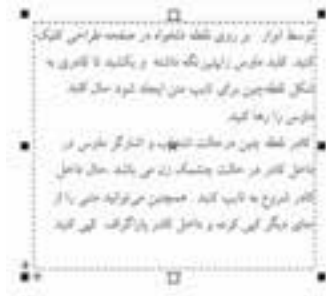 توسط ابزار بر روی نقطه دلخواه در صفحه طراحی کلیک
کنید. کلید ماوس را پایین نگه داشته و بکشید تا کادری به
شکل نقطه‌چین برای تایپ متن ایجاد شود حال کلید
ماوس را رها کنید.
کادر نقطه چین در حالت انتخاب و اشارگر ماوس در
داخل کادر در حالت چشمک زن می باشد. حال داخل
کادر شروع به تایپ کنید. همچنین می‌توانید متنی را از
جای دیگر کپی کرده و داخل کادر پاراگراف، کپی کنید